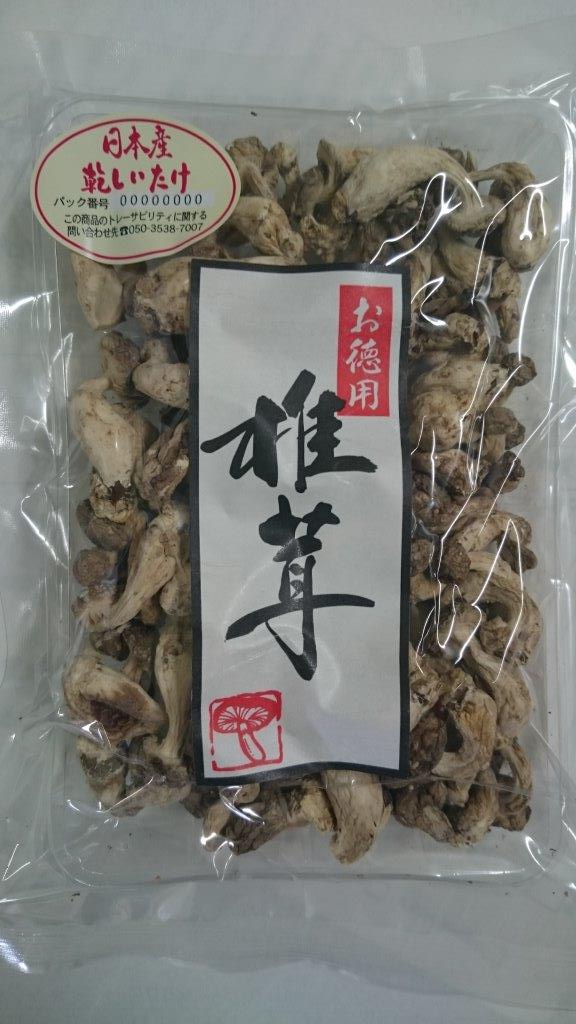 日本産
乾しいたけ
パック番号 00000000
この商品のトレーサビリティに関する
問い合わせ先☎050-3538-7007
お徳用
椎茸